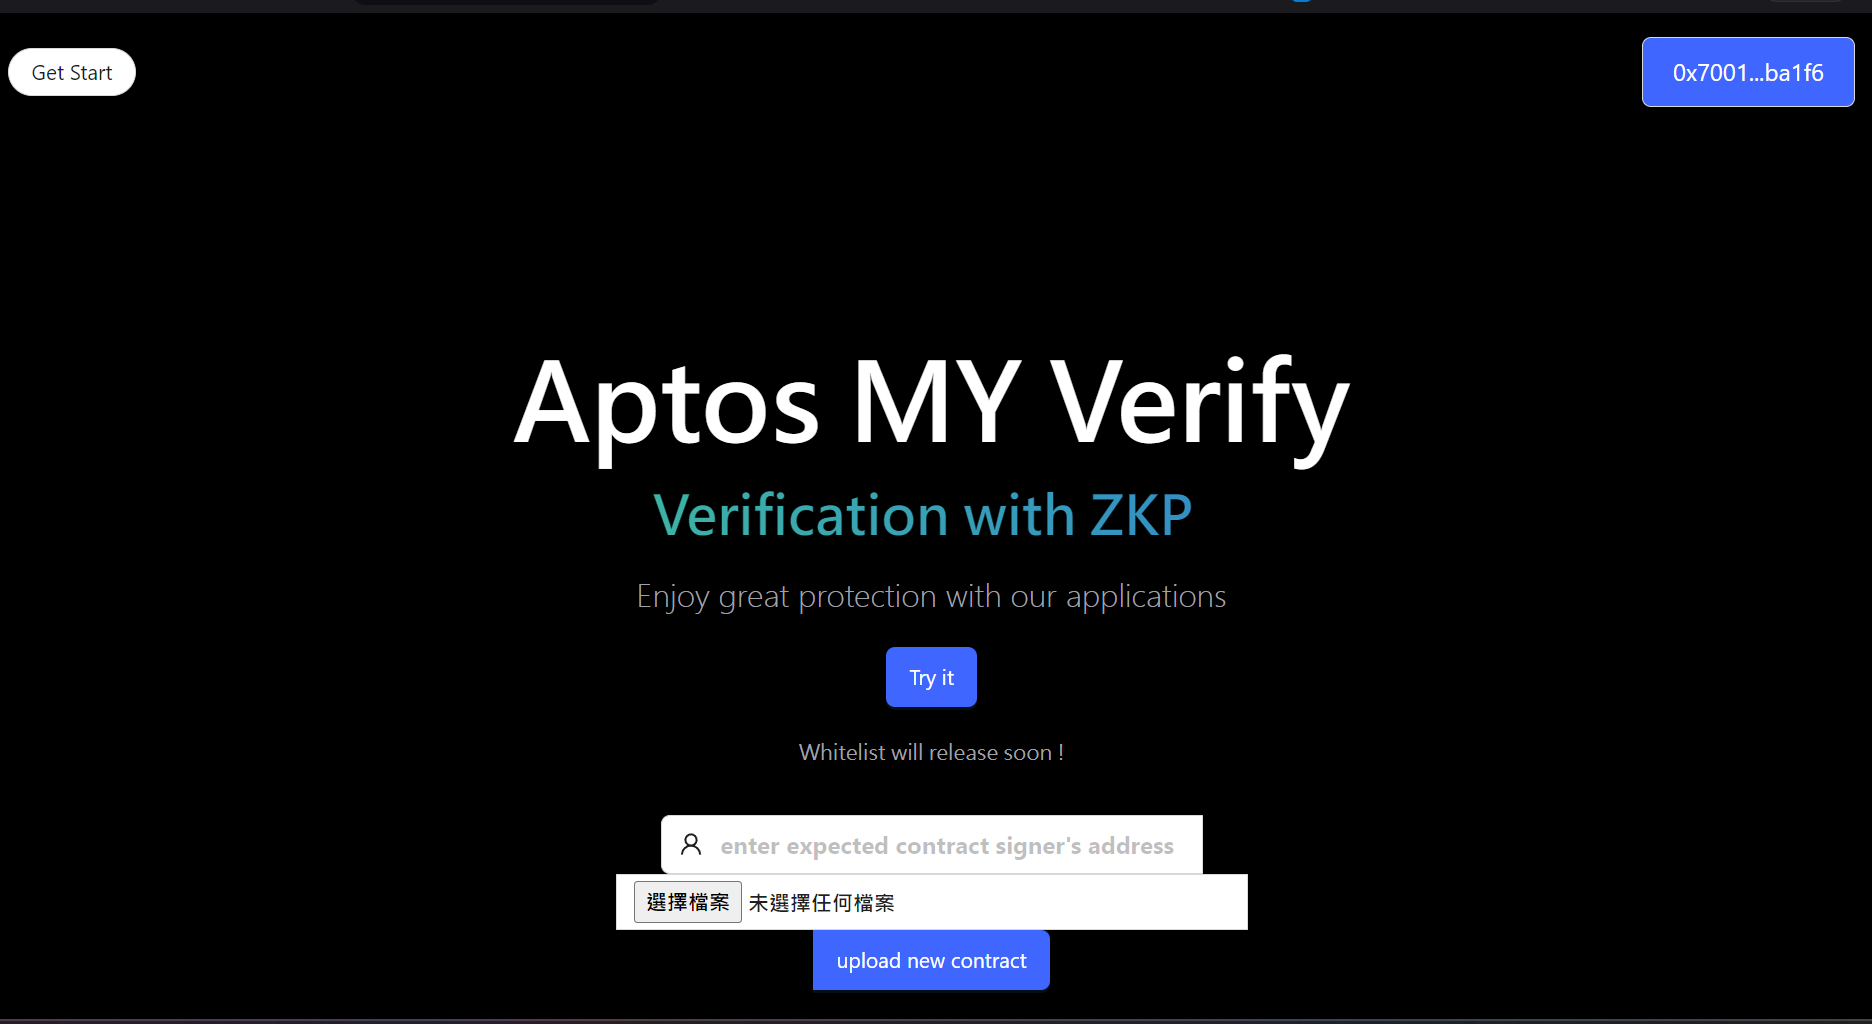 Get Start
0x7001...ba1f6
Aptos MY Verify
Verification with ZKP
Enjoy great protection with our applications
Try it
Whitelist will release soon !
enter expected contract signer's address
選擇檔案 未選擇任何檔案
upload new contract